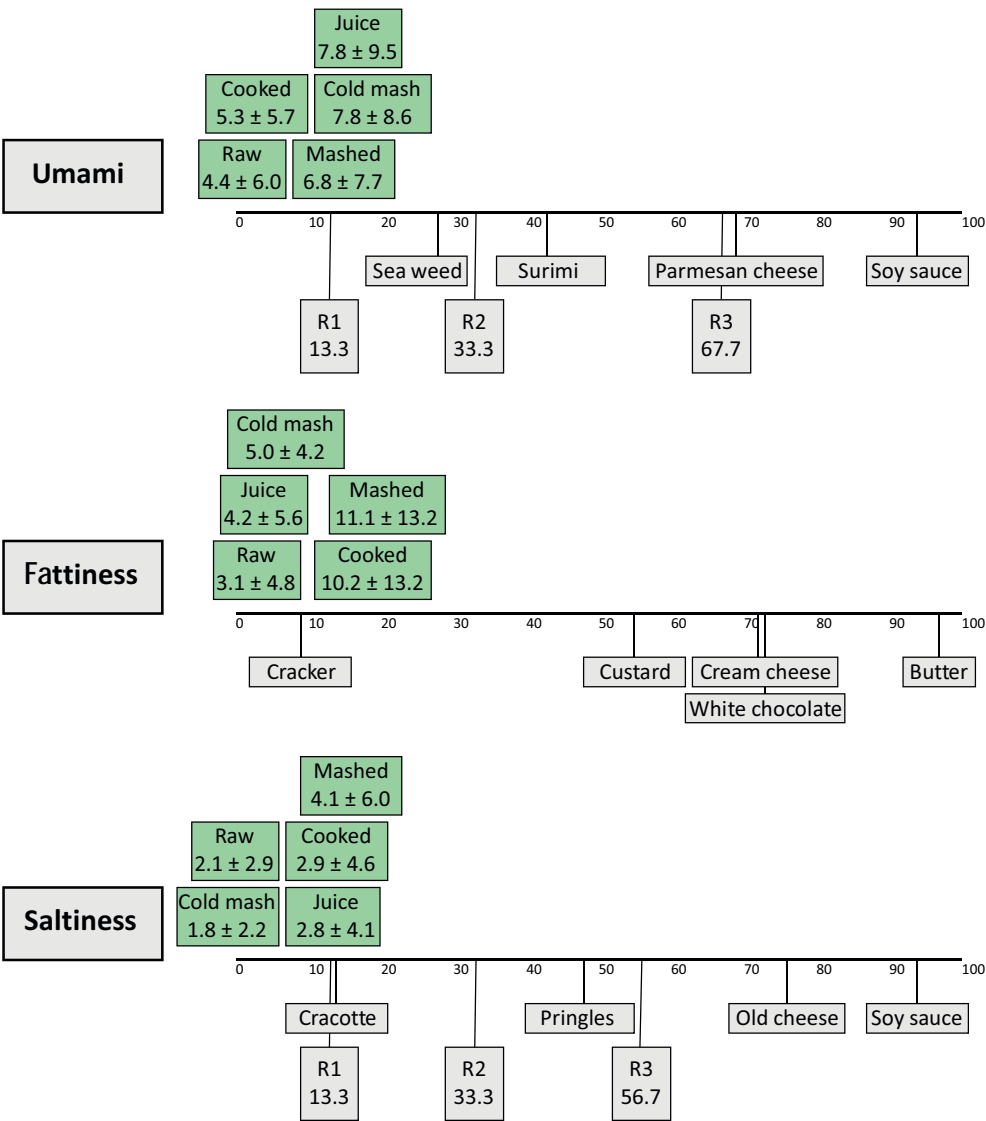 Juice
7.8 ± 9.5
Cooked
5.3 ± 5.7
Cold mash
7.8 ± 8.6
Umami
Raw
4.4 ± 6.0
Mashed
6.8 ± 7.7
0 10 20 30 40 50 60 70 80 90 100
Sea weed
Surimi
Parmesan cheese
Soy sauce
R1
13.3
R2
33.3
R3
67.7
Cold mash
5.0 ± 4.2
Juice
4.2 ± 5.6
Mashed
11.1 ± 13.2
Fattiness
Raw
3.1 ± 4.8
Cooked
10.2 ± 13.2
0 10 20 30 40 50 60 70 80 90 100
Cracker
Custard
Cream cheese
Butter
White chocolate
Mashed
4.1 ± 6.0
Raw
2.1 ± 2.9
Cooked
2.9 ± 4.6
Saltiness
Cold mash
1.8 ± 2.2
Juice
2.8 ± 4.1
0 10 20 30 40 50 60 70 80 90 100
Cracotte
Pringles
Old cheese
Soy sauce
R1
13.3
R2
33.3
R3
56.7